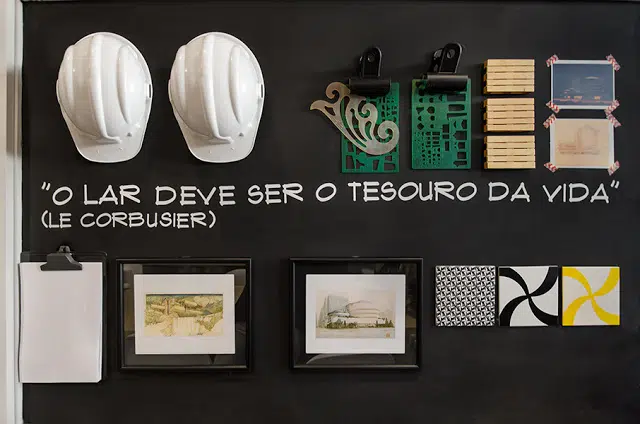 "O LAR DEVE SER O TESOURO DA VIDA"
(LE CORBUSIER)